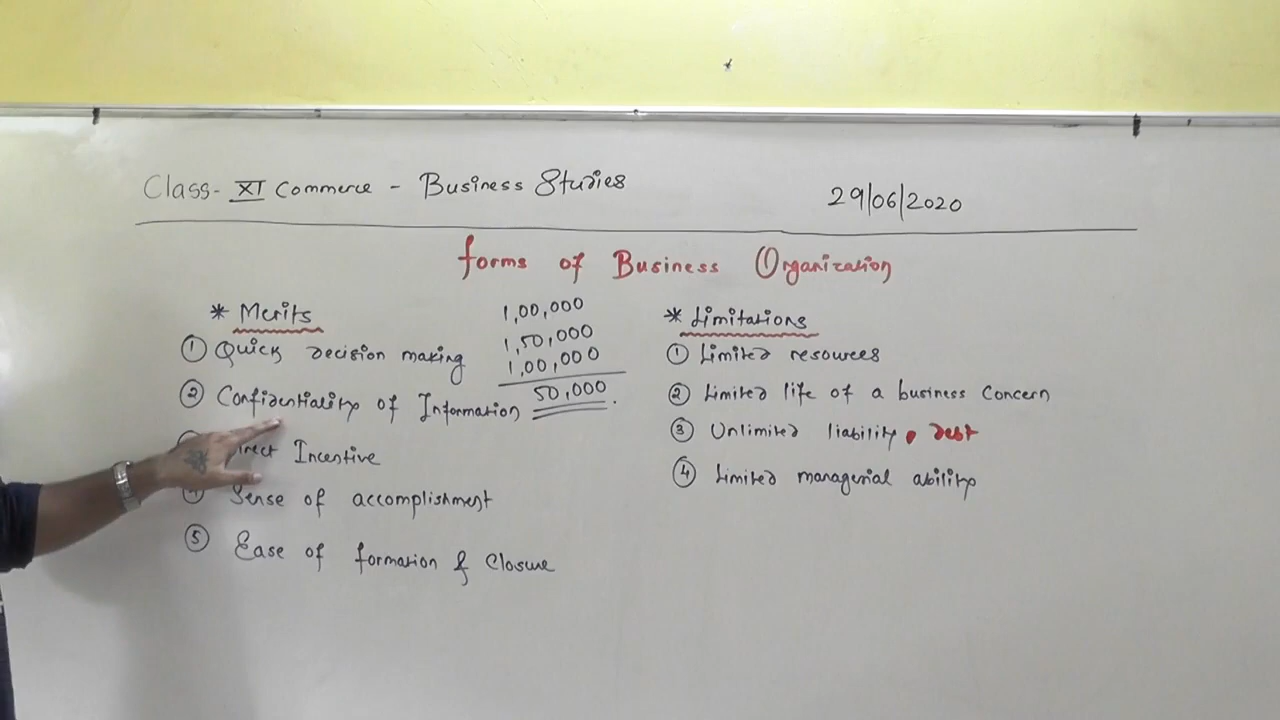 Class- XI Commerce - Business Studies
29/06/2020
forms of Business Organization
* Merits
① Quick decision making
② Confidentiality of Information
Direct Incentive
④ Sense of accomplishment
⑤ Ease of formation & Closure
1,00,000
1,50,000
1,00,000
50,000.
* Limitations
① Limited resources
② Limited life of a business Concern
③ Unlimited liability debt
④ Limited managerial ability